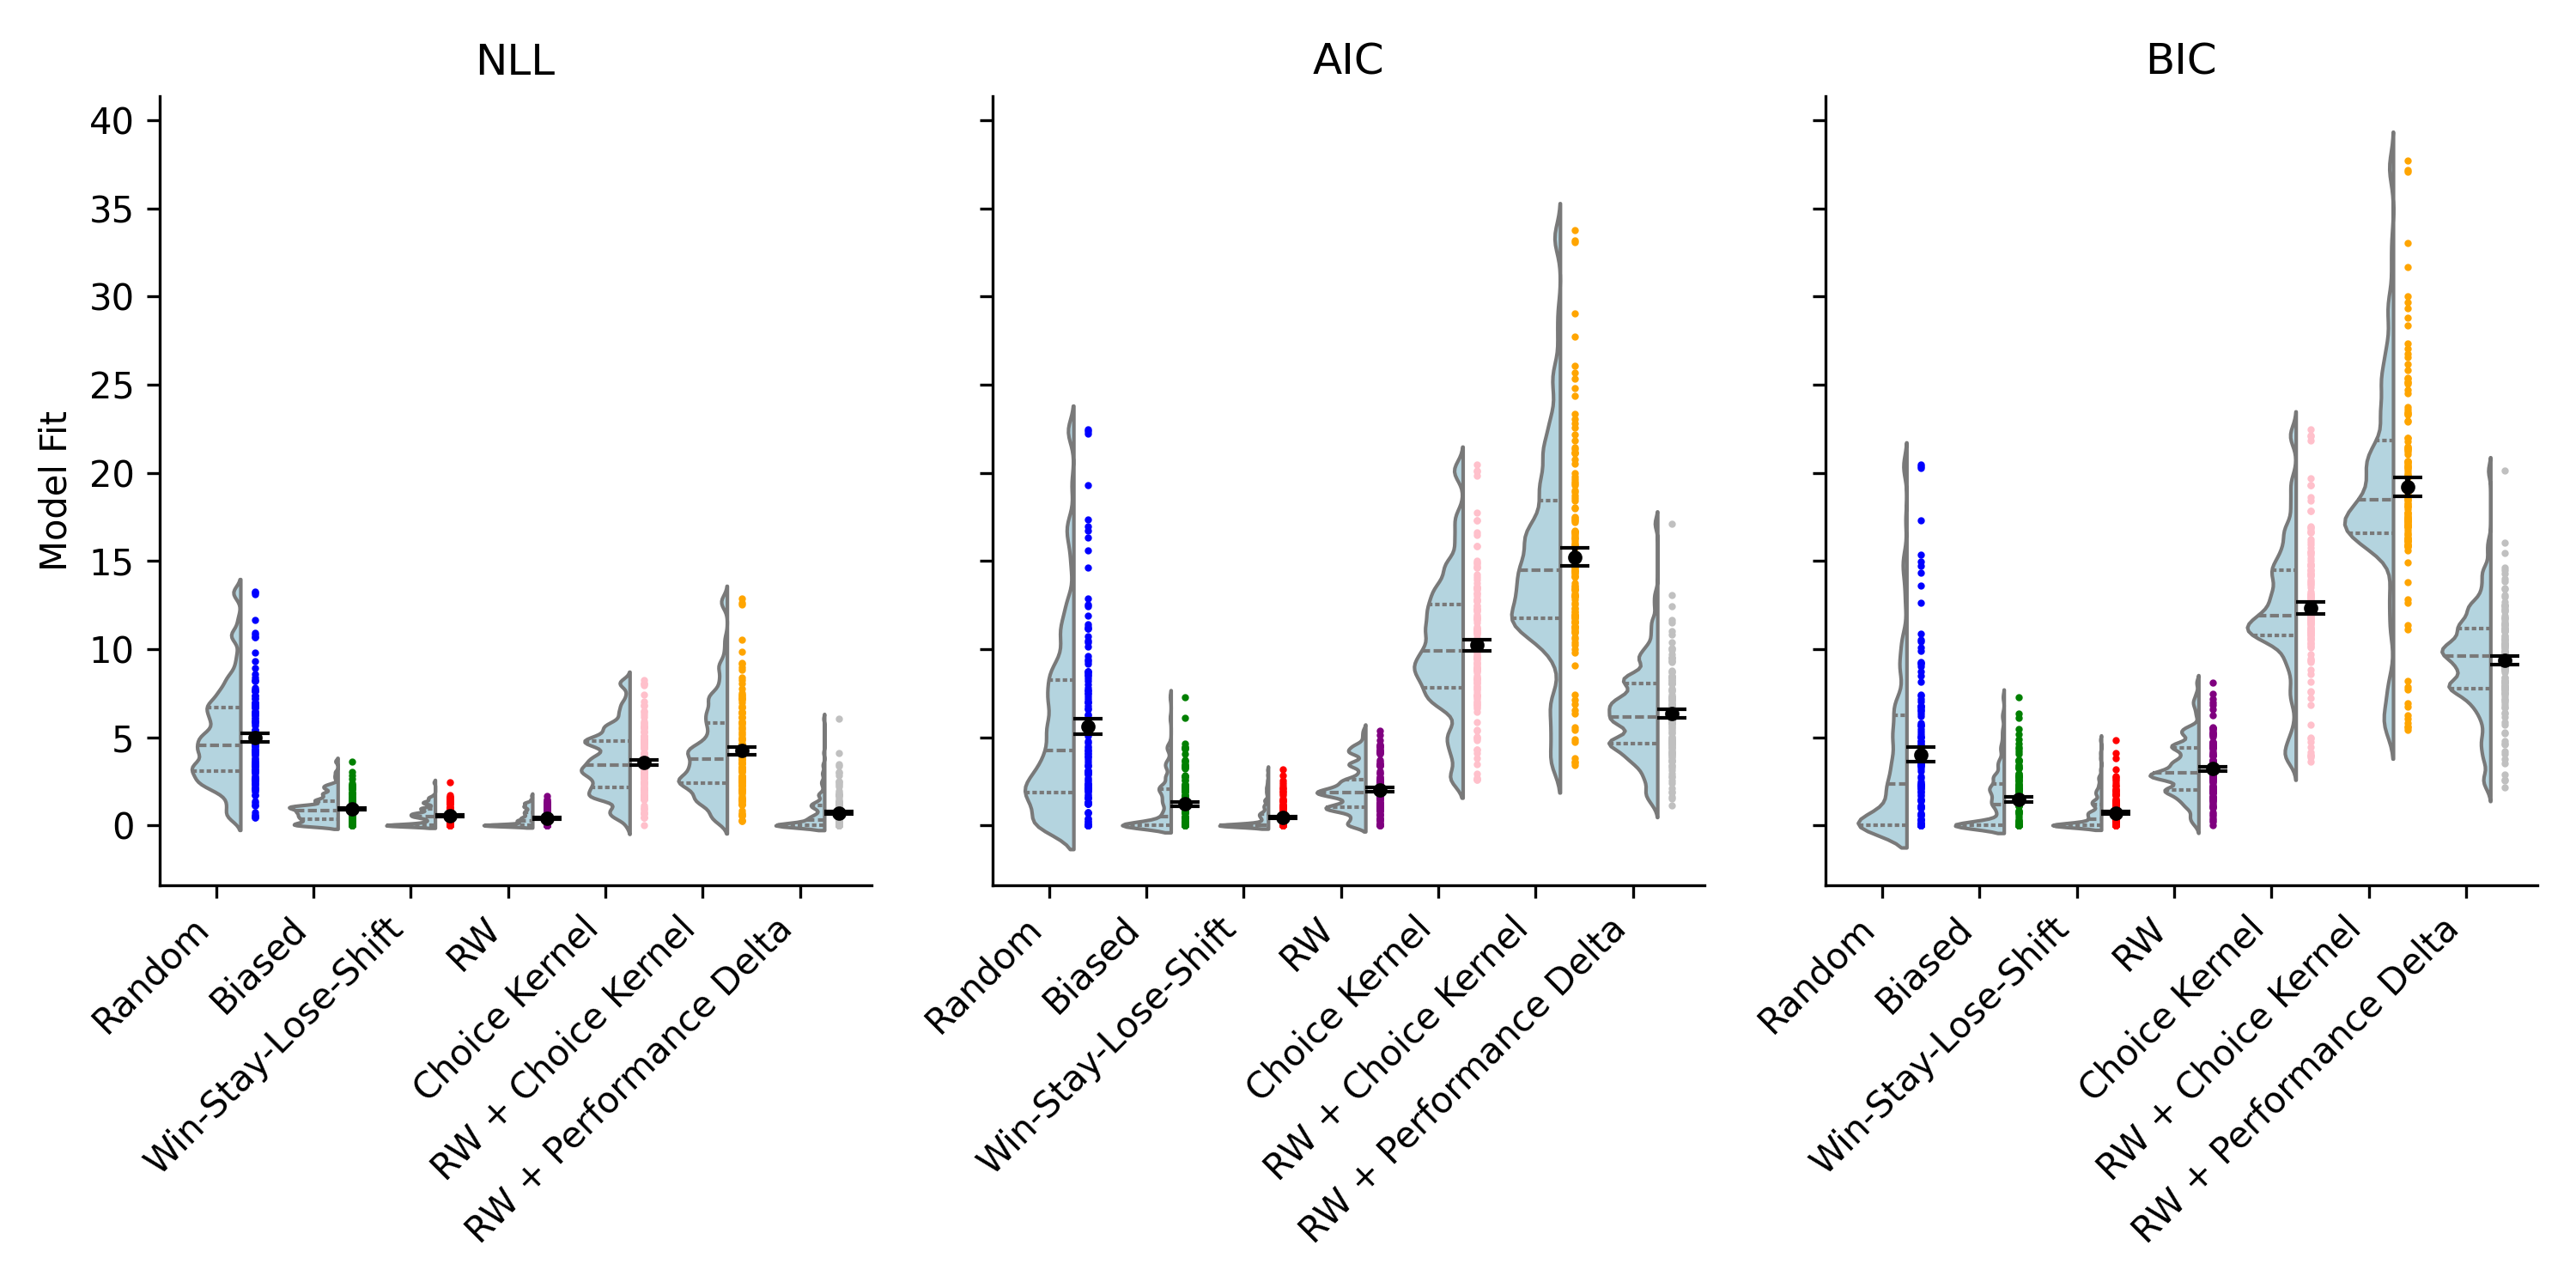 NLL
AIC
BIC
Model Fit
40
35
30
25
20
15
10
5
0
Random
Biased
Win-Stay-Lose-Shift
RW
Choice Kernel
RW + Choice Kernel
RW + Performance Delta
Random
Biased
Win-Stay-Lose-Shift
RW
Choice Kernel
RW + Choice Kernel
RW + Performance Delta
Random
Biased
Win-Stay-Lose-Shift
RW
Choice Kernel
RW + Choice Kernel
RW + Performance Delta